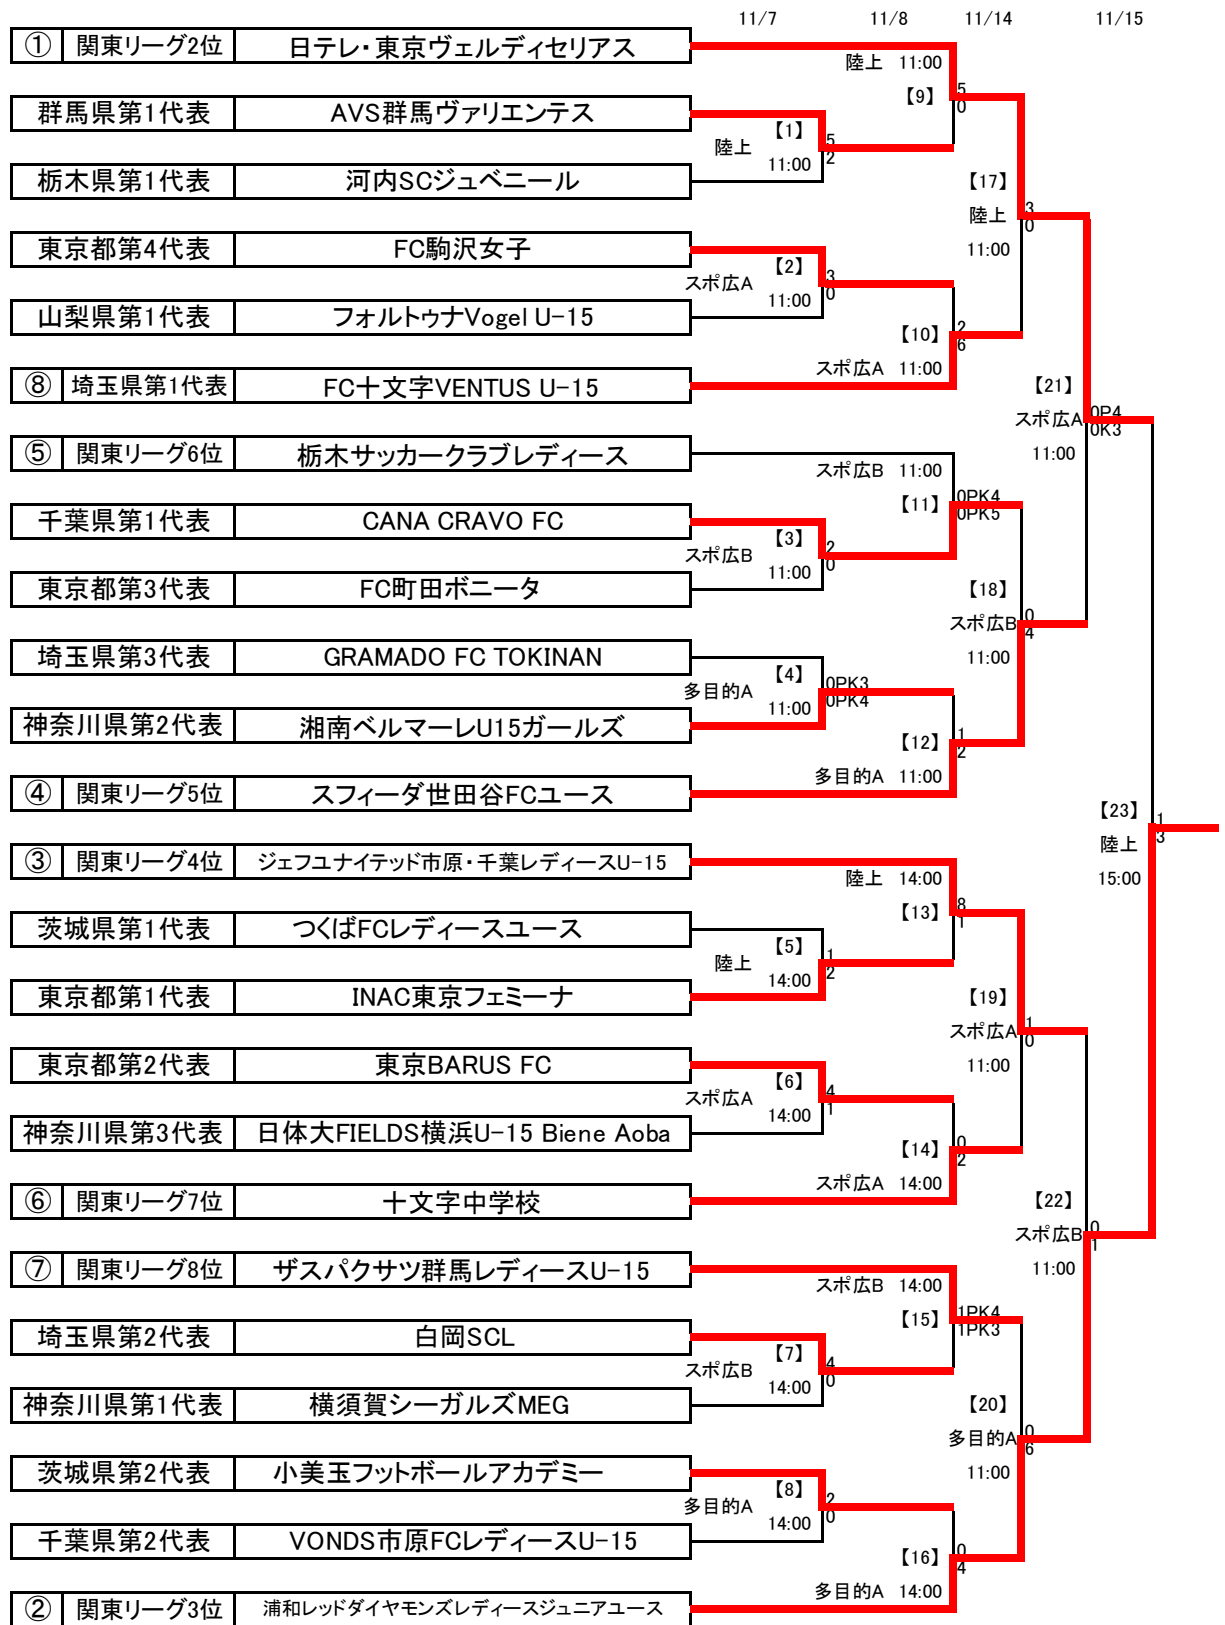 11/7 11/8 11/14 11/15
① 関東リーグ2位 日テレ・東京ヴェルディセリアス
陸上 11:00
【9】
5
0
群馬県第1代表 AVS群馬ヴァリエンテス
【1】
陸上
11:00
5
2
栃木県第1代表 河内SCジュベニール
【17】
陸上
11:00
3
0
東京都第4代表 FC駒沢女子
【2】
スポ広A
11:00
3
0
山梨県第1代表 フォルトゥナVogel U-15
【10】
スポ広A 11:00
2
6
⑧ 埼玉県第1代表 FC十文字VENTUS U-15
【21】
スポ広A
11:00
0P4
0K3
⑤ 関東リーグ6位 栃木サッカークラブレディース
スポ広B 11:00
【11】
0PK4
0PK5
千葉県第1代表 CANA CRAVO FC
【3】
スポ広B
11:00
2
0
東京都第3代表 FC町田ボニータ
【18】
スポ広B
11:00
0
4
埼玉県第3代表 GRAMADO FC TOKINAN
【4】
多目的A
11:00
0PK3
0PK4
神奈川県第2代表 湘南ベルマーレU15ガールズ
【12】
多目的A 11:00
1
2
④ 関東リーグ5位 スフィーダ世田谷FCユース
【23】
陸上
15:00
1
3
③ 関東リーグ4位 ジェフユナイテッド市原・千葉レディースU-15
陸上 14:00
【13】
8
1
茨城県第1代表 つくばFCレディースユース
【5】
陸上
14:00
1
2
東京都第1代表 INAC東京フェミーナ
【19】
スポ広A
11:00
1
0
東京都第2代表 東京BARUS FC
【6】
スポ広A
14:00
4
1
神奈川県第3代表 日体大FIELDS横浜U-15 Biene Aoba
【14】
スポ広A 14:00
0
2
⑥ 関東リーグ7位 十文字中学校
【22】
スポ広B
11:00
0
1
⑦ 関東リーグ8位 ザスパクサツ群馬レディースU-15
スポ広B 14:00
【15】
1PK4
1PK3
埼玉県第2代表 白岡SCL
【7】
スポ広B
14:00
4
0
神奈川県第1代表 横須賀シーガルズMEG
【20】
多目的A
11:00
0
6
茨城県第2代表 小美玉フットボールアカデミー
【8】
多目的A
14:00
2
0
千葉県第2代表 VONDS市原FCレディースU-15
【16】
多目的A 14:00
0
4
② 関東リーグ3位 浦和レッドダイヤモンズレディースジュニアユース